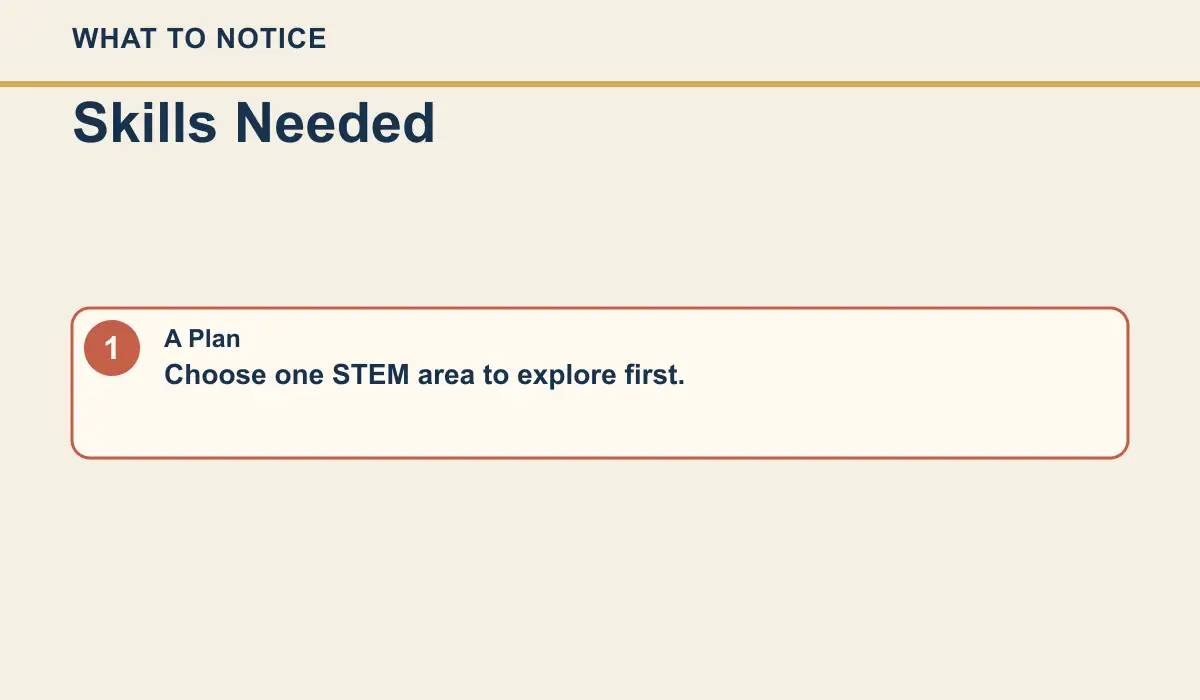 WHAT TO NOTICE
Skills Needed
1
A Plan
Choose one STEM area to explore first.